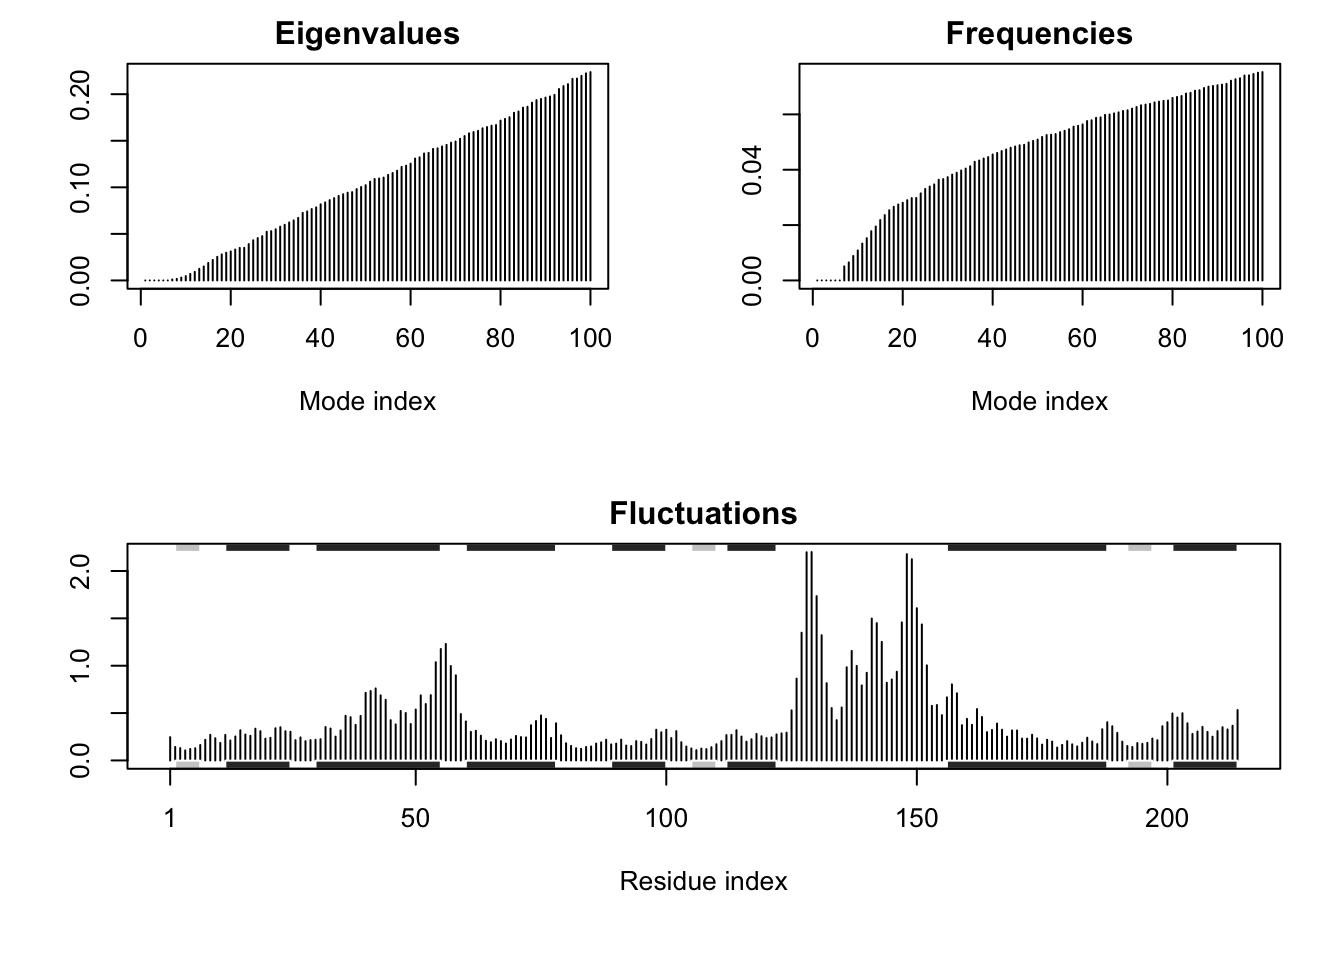 Eigenvalues
0.00 0.10 0.20
0 20 40 60 80 100
Mode index
Frequencies
0.00 0.04
0 20 40 60 80 100
Mode index
Fluctuations
0.0 1.0 2.0
1 50 100 150 200
Residue index